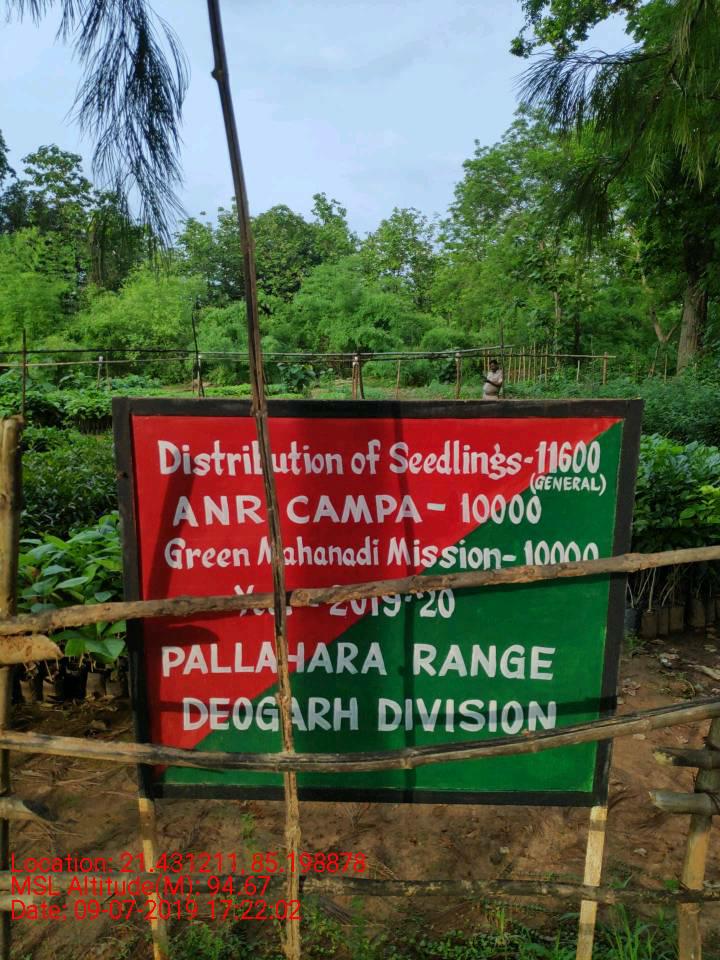 Distribution of Seedlings-11600
(GENERAL)
ANR CAMPA- 10000
Green Mahanadi Mission- 10000
Year - 2019-20
PALLAHARA RANGE
DEOGARH DIVISION
Location: 21.431211,85.198878
MSL Altitude(M): 94.67
Date: 09-07-2019 17:22:02